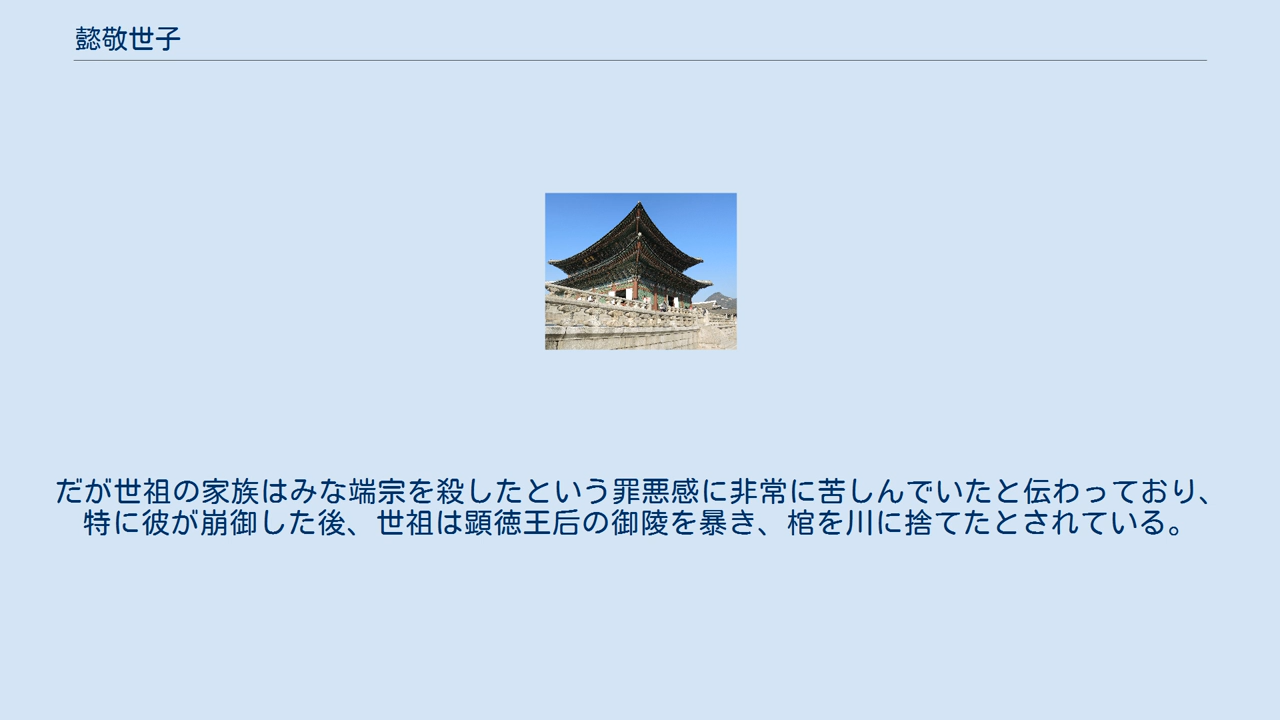 懿敬世子
だが世祖の家族はみな端宗を殺したという罪悪感に非常に苦しんでいたと伝わっており、
特に彼が崩御した後、世祖は顕徳王后の御陵を暴き、棺を川に捨てたとされている。